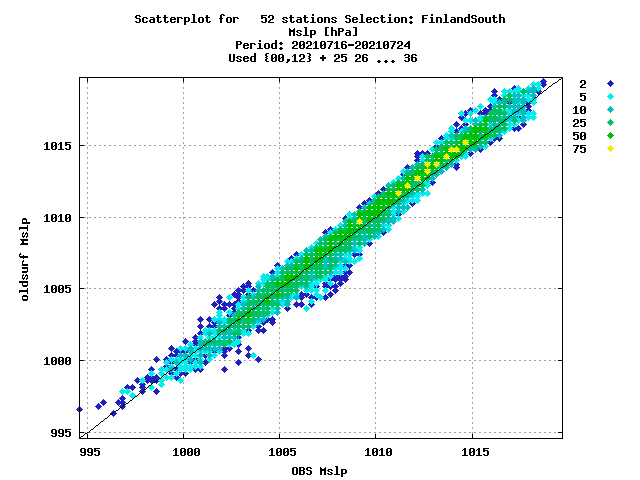 Scatterplot for   52 stations Selection: FinlandSouth
Mslp [hPa]
Period: 20210716-20210724
Used {00,12} + 25 26 ... 36
2
5
10
25
50
75
1015
1010
1005
1000
995
oldsurf Mslp
995 1000 1005 1010 1015
OBS Mslp